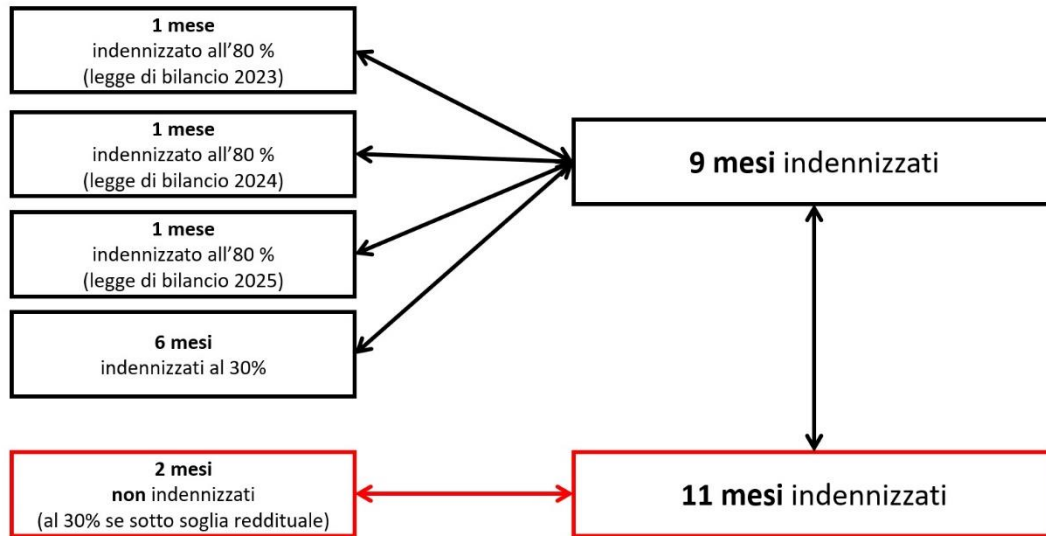 1 mese
indennizzato all’80 %
(legge di bilancio 2023)
1 mese
indennizzato all’80 %
(legge di bilancio 2024)
1 mese
indennizzato all’80 %
(legge di bilancio 2025)
6 mesi
indennizzati al 30%
9 mesi indennizzati
2 mesi
non indennizzati
(al 30% se sotto soglia reddituale)
11 mesi indennizzati